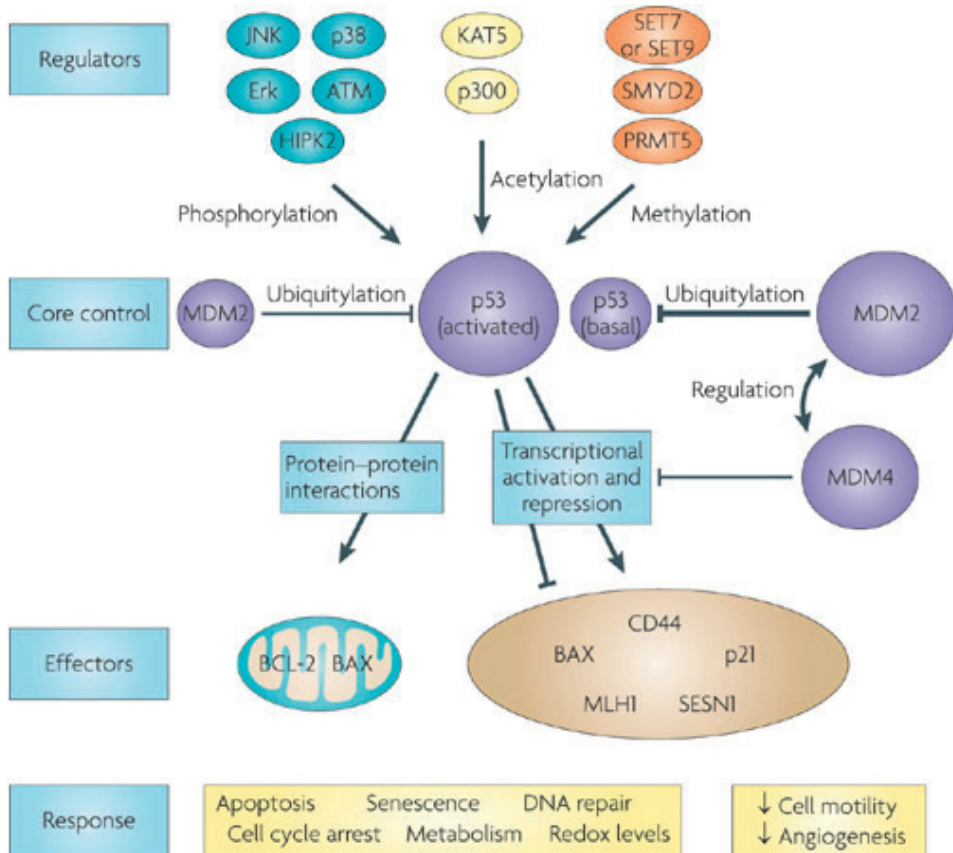 Regulators
JNK
p38
Erk
ATM
HIPK2
KAT5
p300
SET7
or SET9
SMYD2
PRMT5
Phosphorylation
Acetylation
Methylation
Core control
MDM2
Ubiquitylation
p53
(activated)
p53
(basal)
Ubiquitylation
MDM2
Regulation
MDM4
Protein–protein
interactions
Transcriptional
activation and
repression
Effectors
BCL-2
BAX
CD44
BAX
p21
MLH1
SESN1
Response
Apoptosis Senescence DNA repair
Cell cycle arrest Metabolism Redox levels
↓ Cell motility
↓ Angiogenesis